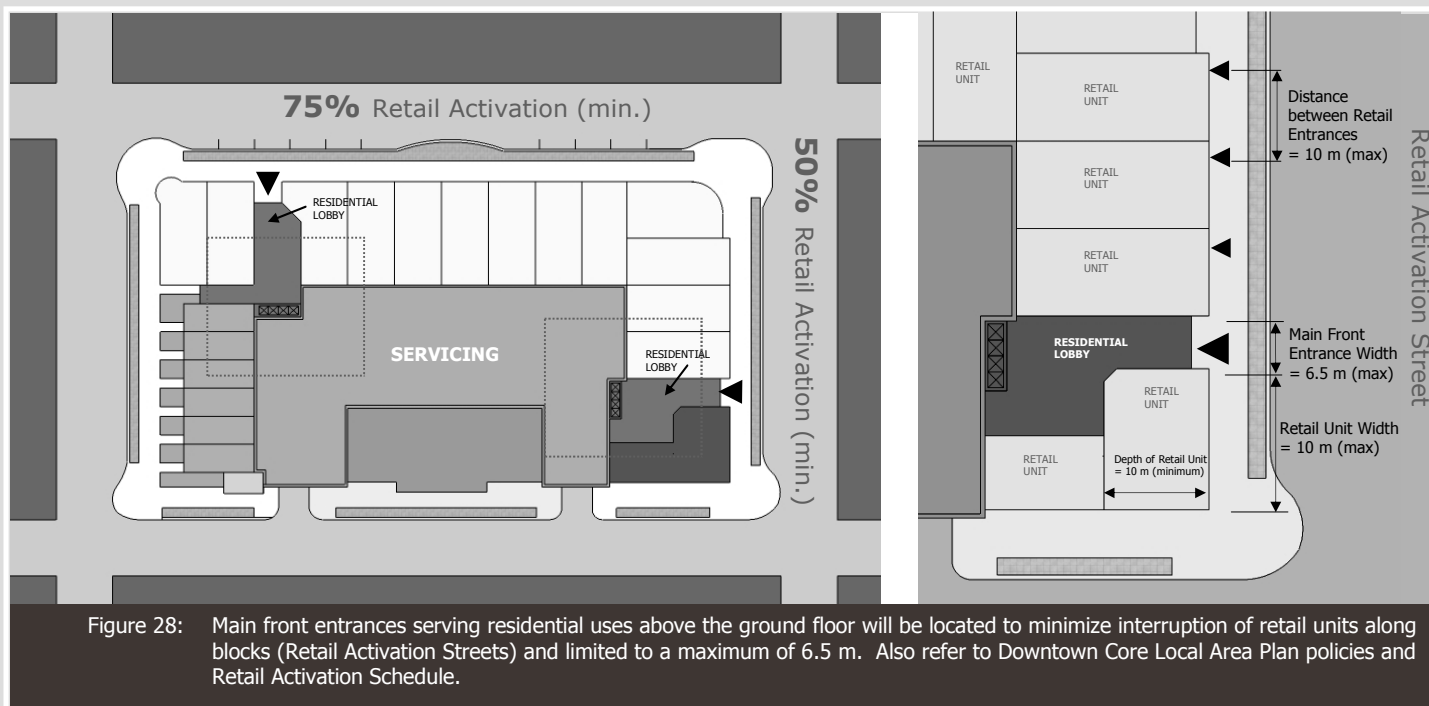 75% Retail Activation (min.)
50% Retail Activation (min.)
RESIDENTIAL
LOBBY
SERVICING
RESIDENTIAL
LOBBY
RETAIL
UNIT
RETAIL
UNIT
RETAIL
UNIT
RETAIL
UNIT
RESIDENTIAL
LOBBY
RETAIL
UNIT
RETAIL
UNIT
Depth of Retail Unit
= 10 m (minimum)
Distance
between Retail
Entrances
= 10 m (max)
Main Front
Entrance Width
= 6.5 m (max)
Retail Unit Width
= 10 m (max)
Retail Activation Street
Figure 28: Main front entrances serving residential uses above the ground floor will be located to minimize interruption of retail units along
blocks (Retail Activation Streets) and limited to a maximum of 6.5 m. Also refer to Downtown Core Local Area Plan policies and
Retail Activation Schedule.